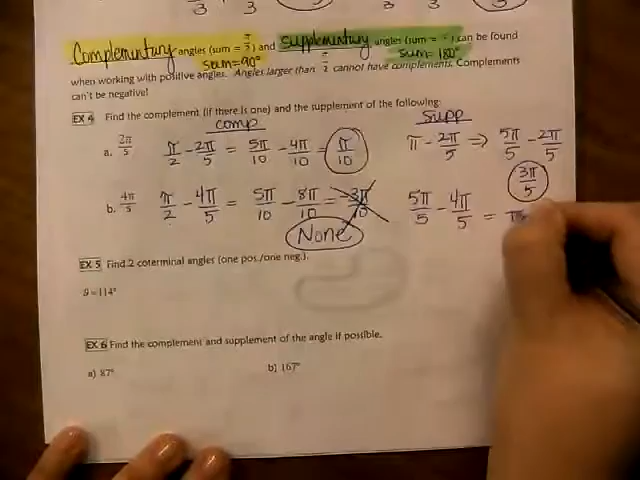 3 3 3 3
Complementary angles (sum = π/2) and supplementary angles (sum = π) can be found
sum=90° sum= 180°
when working with positive angles. Angles larger than π/2 cannot have complements. Complements
can't be negative!
EX 4 Find the complement (if there is one) and the supplement of the following:
comp supp
a. 2π/5 π/2 - 2π/5 = 5π/10 - 4π/10 = π/10 π - 2π/5 ⇒ 5π/5 - 2π/5
3π/5
b. 4π/5 π/2 - 4π/5 = 5π/10 - 8π/10 = -3π/10 5π/5 - 4π/5 = π
None
EX 5 Find 2 coterminal angles (one pos./one neg.).
θ = 114°
EX 6 Find the complement and supplement of the angle if possible.
a) 87° b) 167°